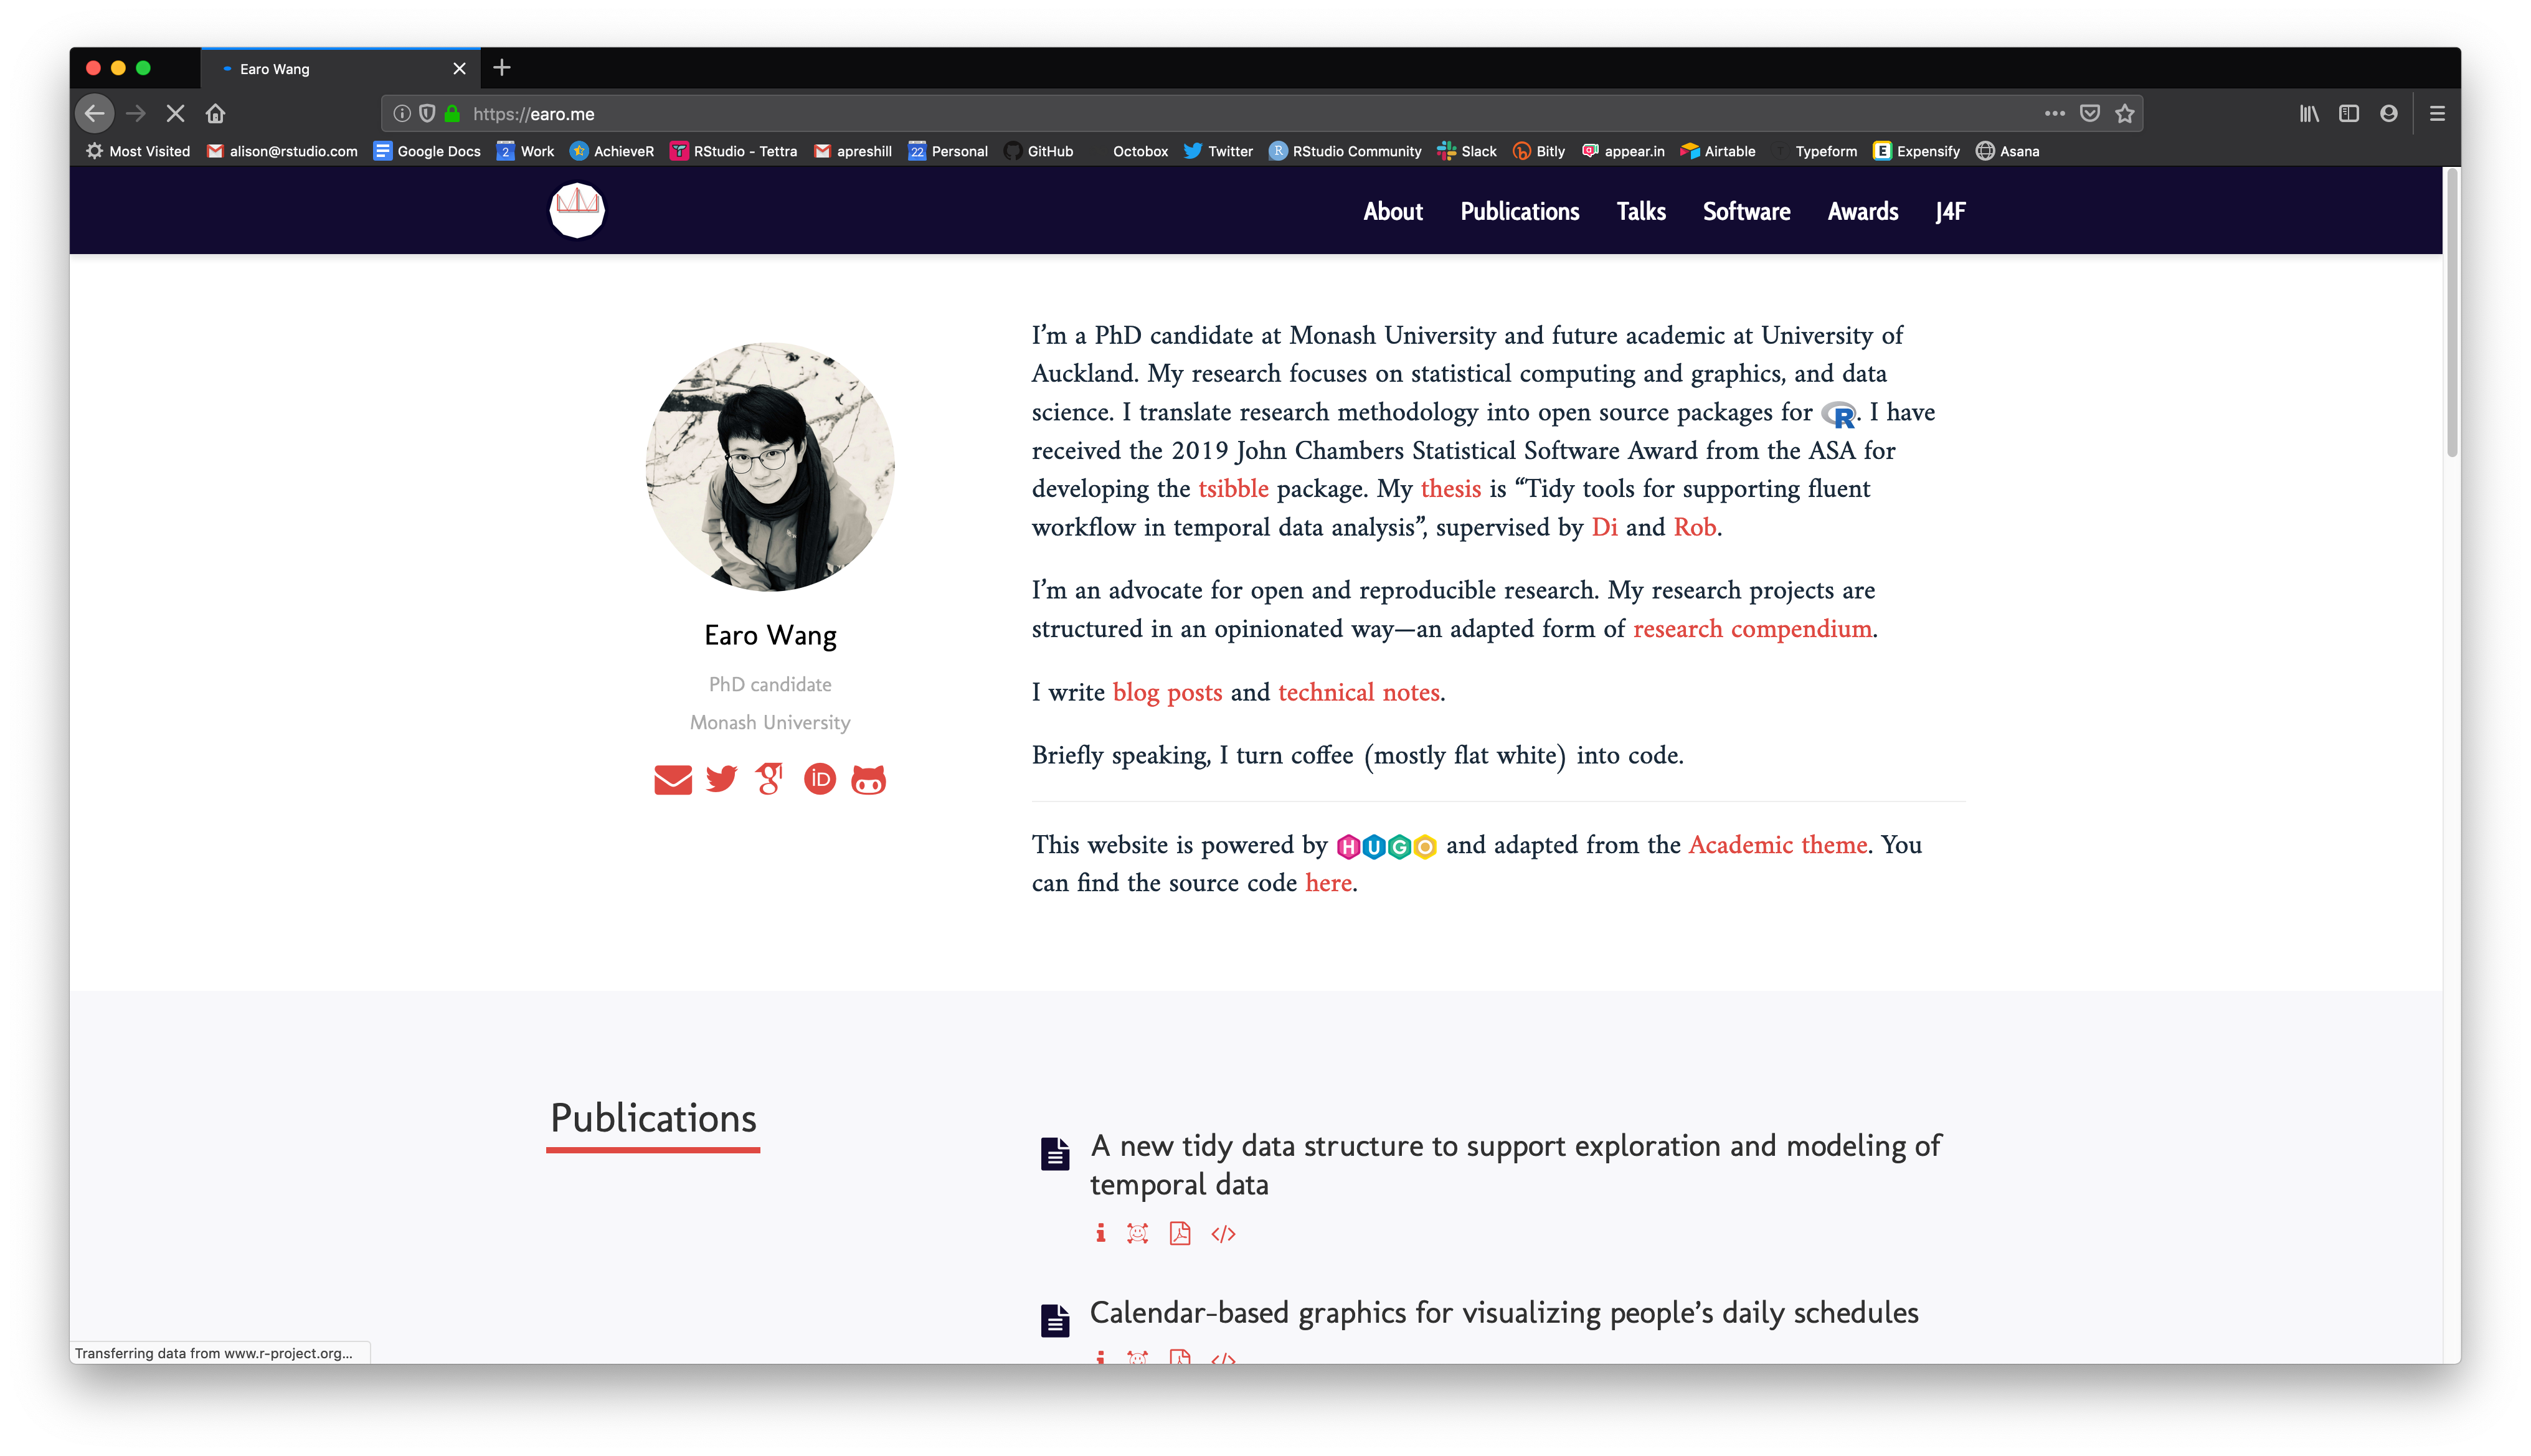 Earo Wang
https://earo.me
Most Visited alison@rstudio.com Google Docs 2 Work AchieveR RStudio - Tettra apreshill 22 Personal GitHub Octobox Twitter R RStudio Community Slack Bitly appear.in Airtable T Typeform E Expensify Asana
About Publications Talks Software Awards J4F
I’m a PhD candidate at Monash University and future academic at University of
Auckland. My research focuses on statistical computing and graphics, and data
science. I translate research methodology into open source packages for R. I have
received the 2019 John Chambers Statistical Software Award from the ASA for
developing the tsibble package. My thesis is “Tidy tools for supporting fluent
workflow in temporal data analysis”, supervised by Di and Rob.
Earo Wang
PhD candidate
Monash University
iD
I’m an advocate for open and reproducible research. My research projects are
structured in an opinionated way—an adapted form of research compendium.
I write blog posts and technical notes.
Briefly speaking, I turn coffee (mostly flat white) into code.
This website is powered by HUGO and adapted from the Academic theme. You
can find the source code here.
Publications
A new tidy data structure to support exploration and modeling of
temporal data
Calendar-based graphics for visualizing people’s daily schedules
Transferring data from www.r-project.org...